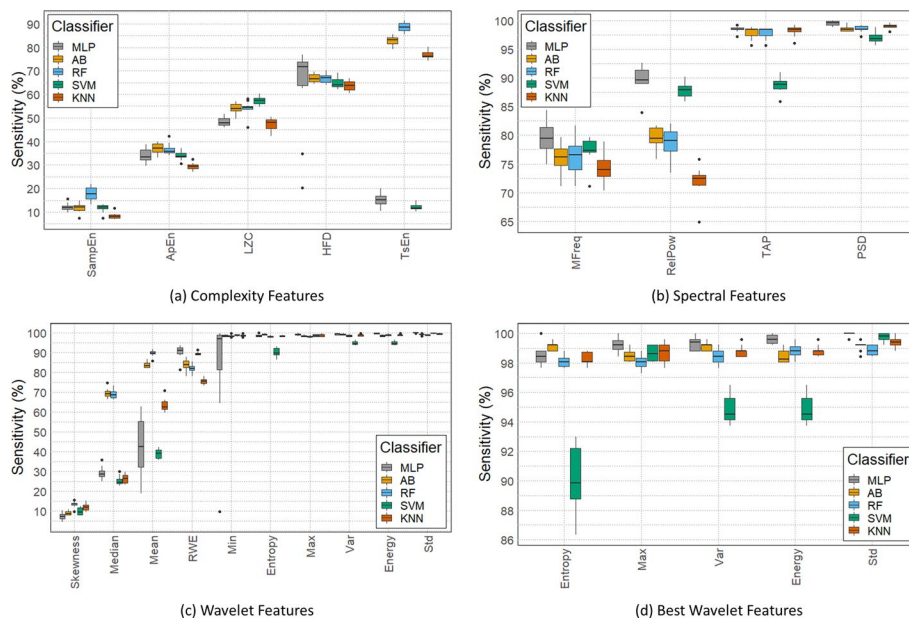 Classifier
MLP
AB
RF
SVM
KNN
Sensitivity (%)
90
80
70
60
50
40
30
20
10
SampEn
ApEn
LZC
HFD
TsEn
(a) Complexity Features
Classifier
MLP
AB
RF
SVM
KNN
Sensitivity (%)
100
95
90
85
80
75
70
65
MFreq
RelPow
TAP
PSD
(b) Spectral Features
Classifier
MLP
AB
RF
SVM
KNN
Sensitivity (%)
100
90
80
70
60
50
40
30
20
10
Skewness
Median
Mean
RWE
Min
Entropy
Max
Var
Energy
Std
(c) Wavelet Features
Classifier
MLP
AB
RF
SVM
KNN
Sensitivity (%)
100
98
96
94
92
90
88
86
Entropy
Max
Var
Energy
Std
(d) Best Wavelet Features